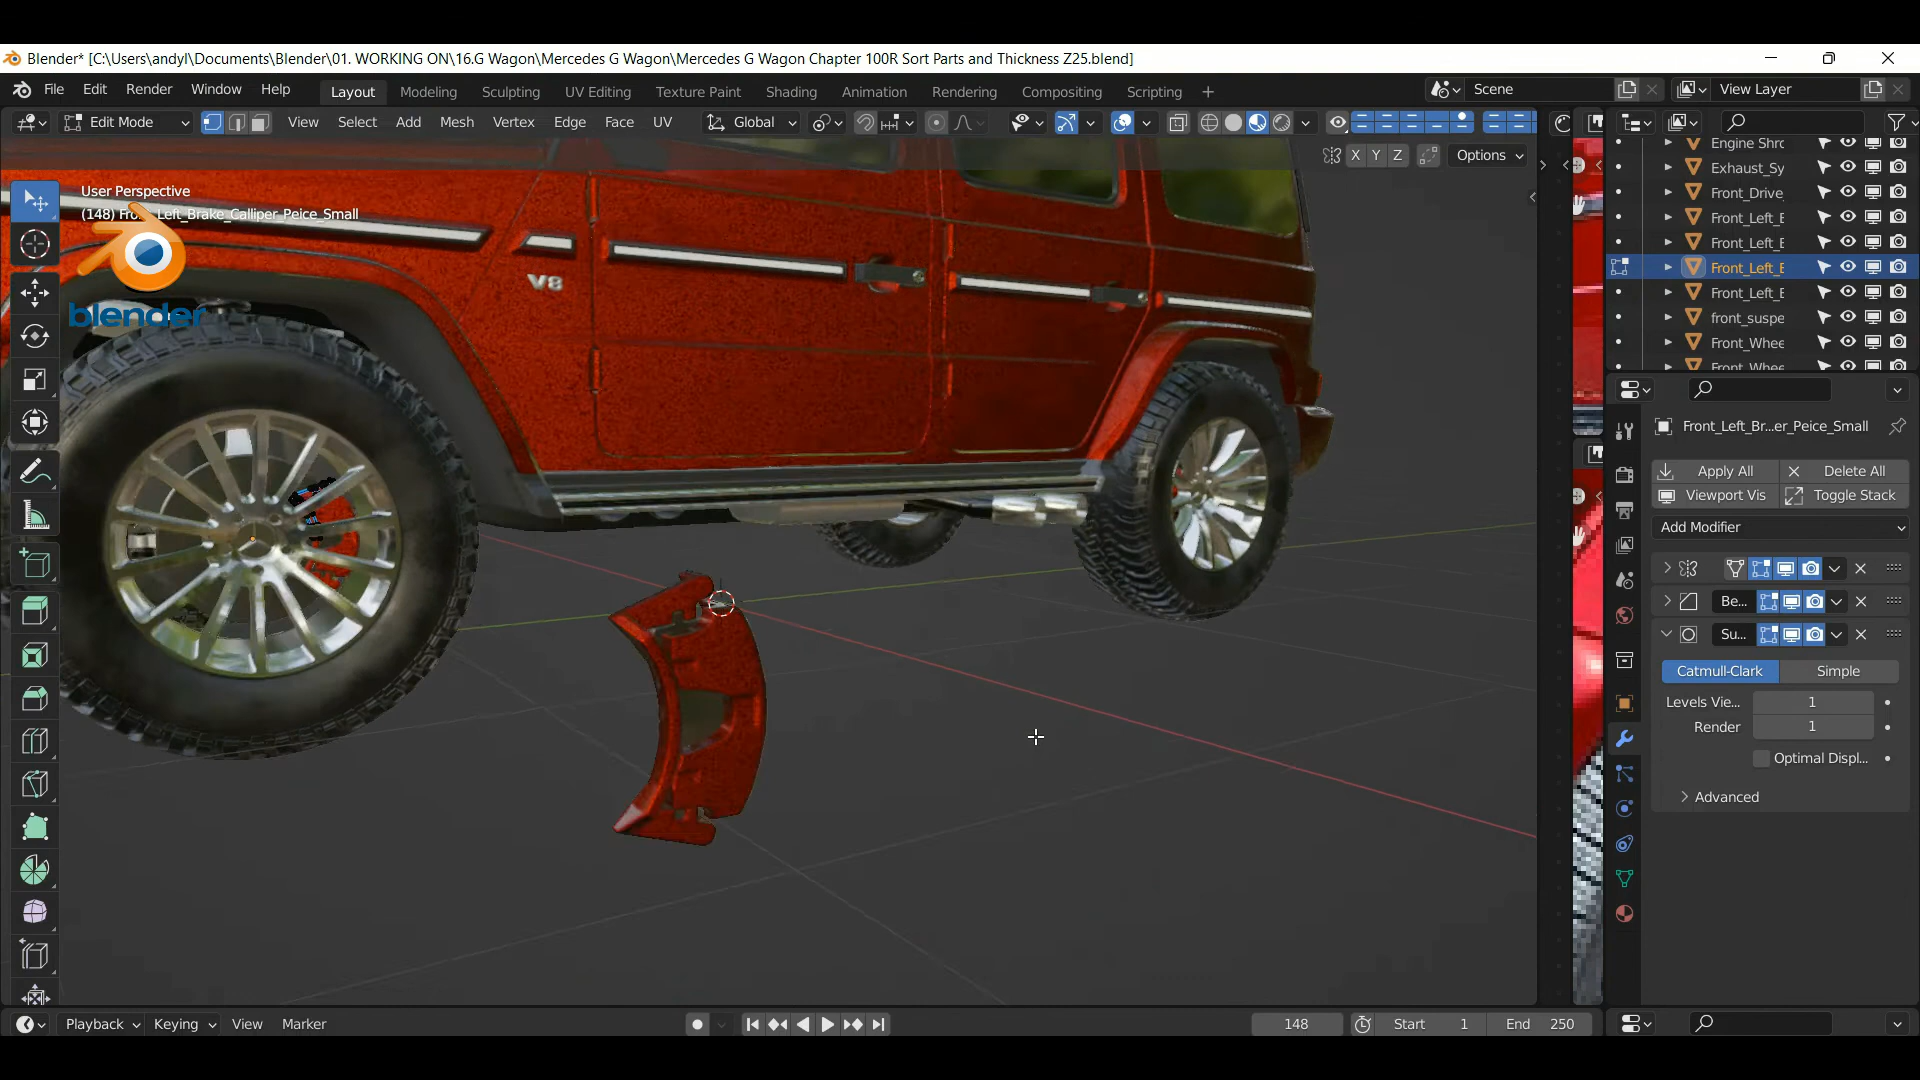 Blender* [C:\Users\andyl\Documents\Blender\01. WORKING ON\16.G Wagon\Mercedes G Wagon\Mercedes G Wagon Chapter 100R Sort Parts and Thickness Z25.blend]
File Edit Render Window Help Layout Modeling Sculpting UV Editing Texture Paint Shading Animation Rendering Compositing Scripting + Scene View Layer
Edit Mode View Select Add Mesh Vertex Edge Face UV Global
X Y Z Options
User Perspective
(148) Front_Left_Brake_Calliper_Peice_Small
blender
V8
Engine Shrc
Exhaust_Sy
Front_Drive_
Front_Left_E
Front_Left_E
Front_Left_E
Front_Left_E
front_suspe
Front_Whee
Front_Whee
Front_Left_Br...er_Peice_Small
Apply All Delete All
Viewport Vis Toggle Stack
Add Modifier
Be...
Su...
Catmull-Clark Simple
Levels Vie... 1
Render 1
Optimal Displ...
Advanced
Playback Keying View Marker 148 Start 1 End 250